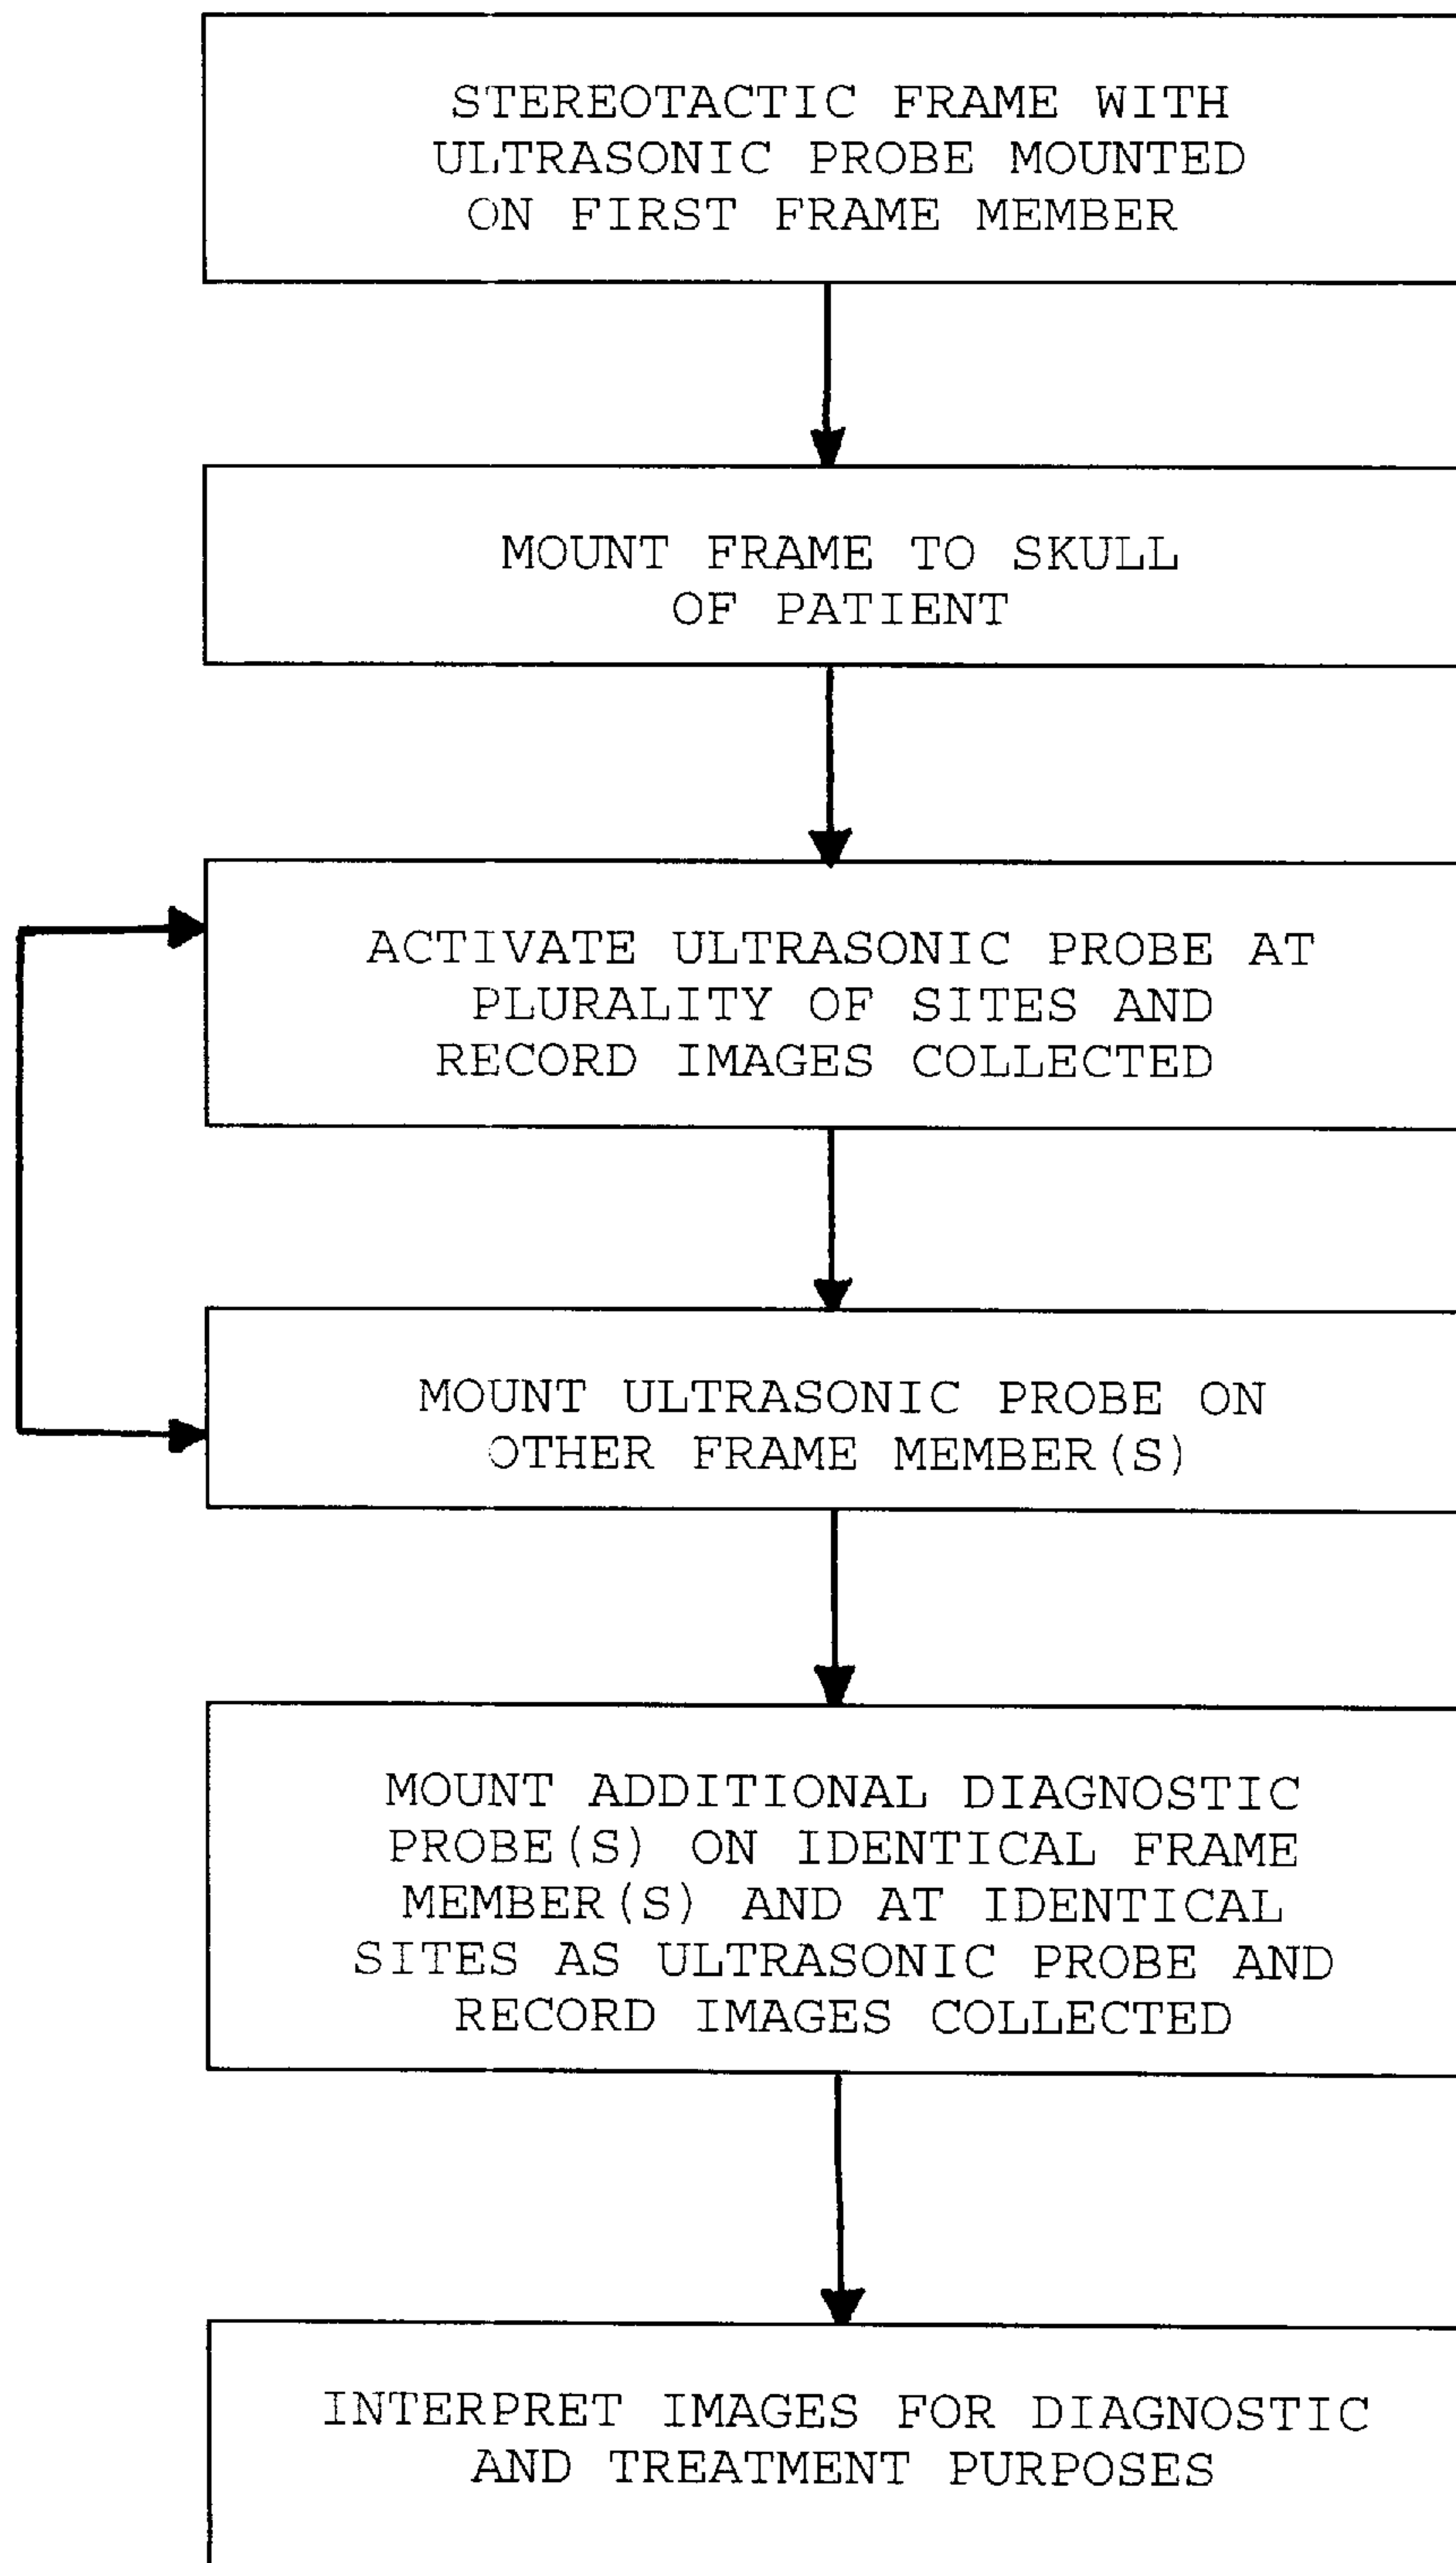 STEREOTACTIC FRAME WITH
ULTRASONIC PROBE MOUNTED
ON FIRST FRAME MEMBER
MOUNT FRAME TO SKULL
OF PATIENT
ACTIVATE ULTRASONIC PROBE AT
PLURALITY OF SITES AND
RECORD IMAGES COLLECTED
MOUNT ULTRASONIC PROBE ON
OTHER FRAME MEMBER(S)
MOUNT ADDITIONAL DIAGNOSTIC
PROBE(S) ON IDENTICAL FRAME
MEMBER(S) AND AT IDENTICAL
SITES AS ULTRASONIC PROBE AND
RECORD IMAGES COLLECTED
INTERPRET IMAGES FOR DIAGNOSTIC
AND TREATMENT PURPOSES